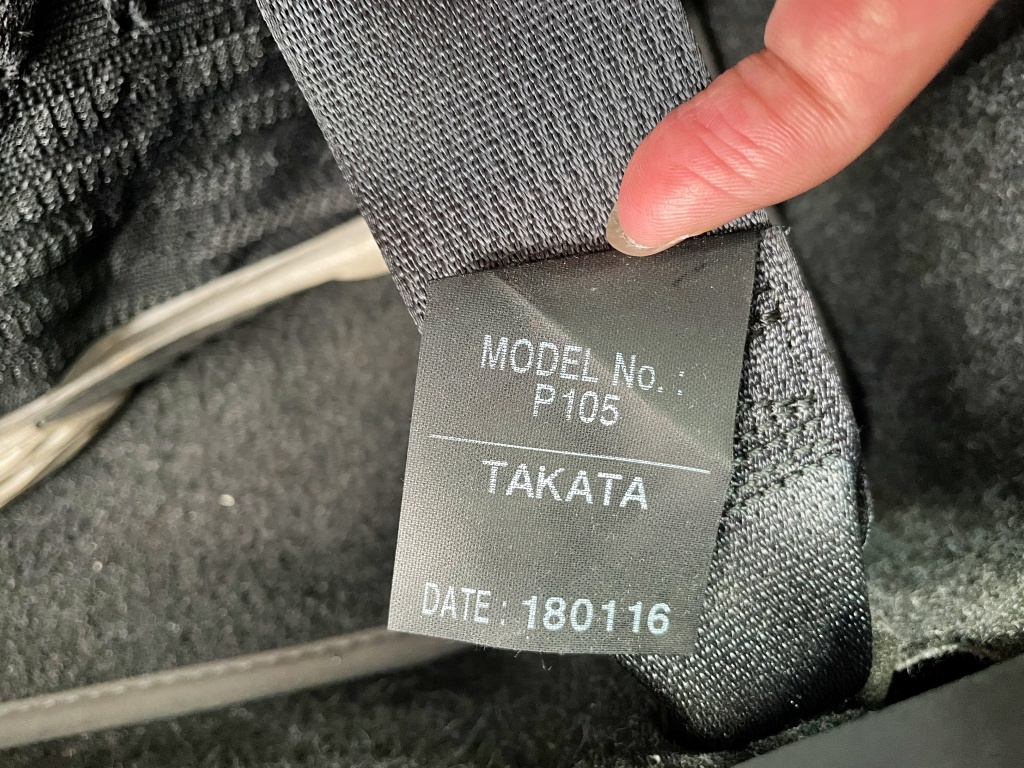 MODEL No. :
P105
TAKATA
DATE : 180116